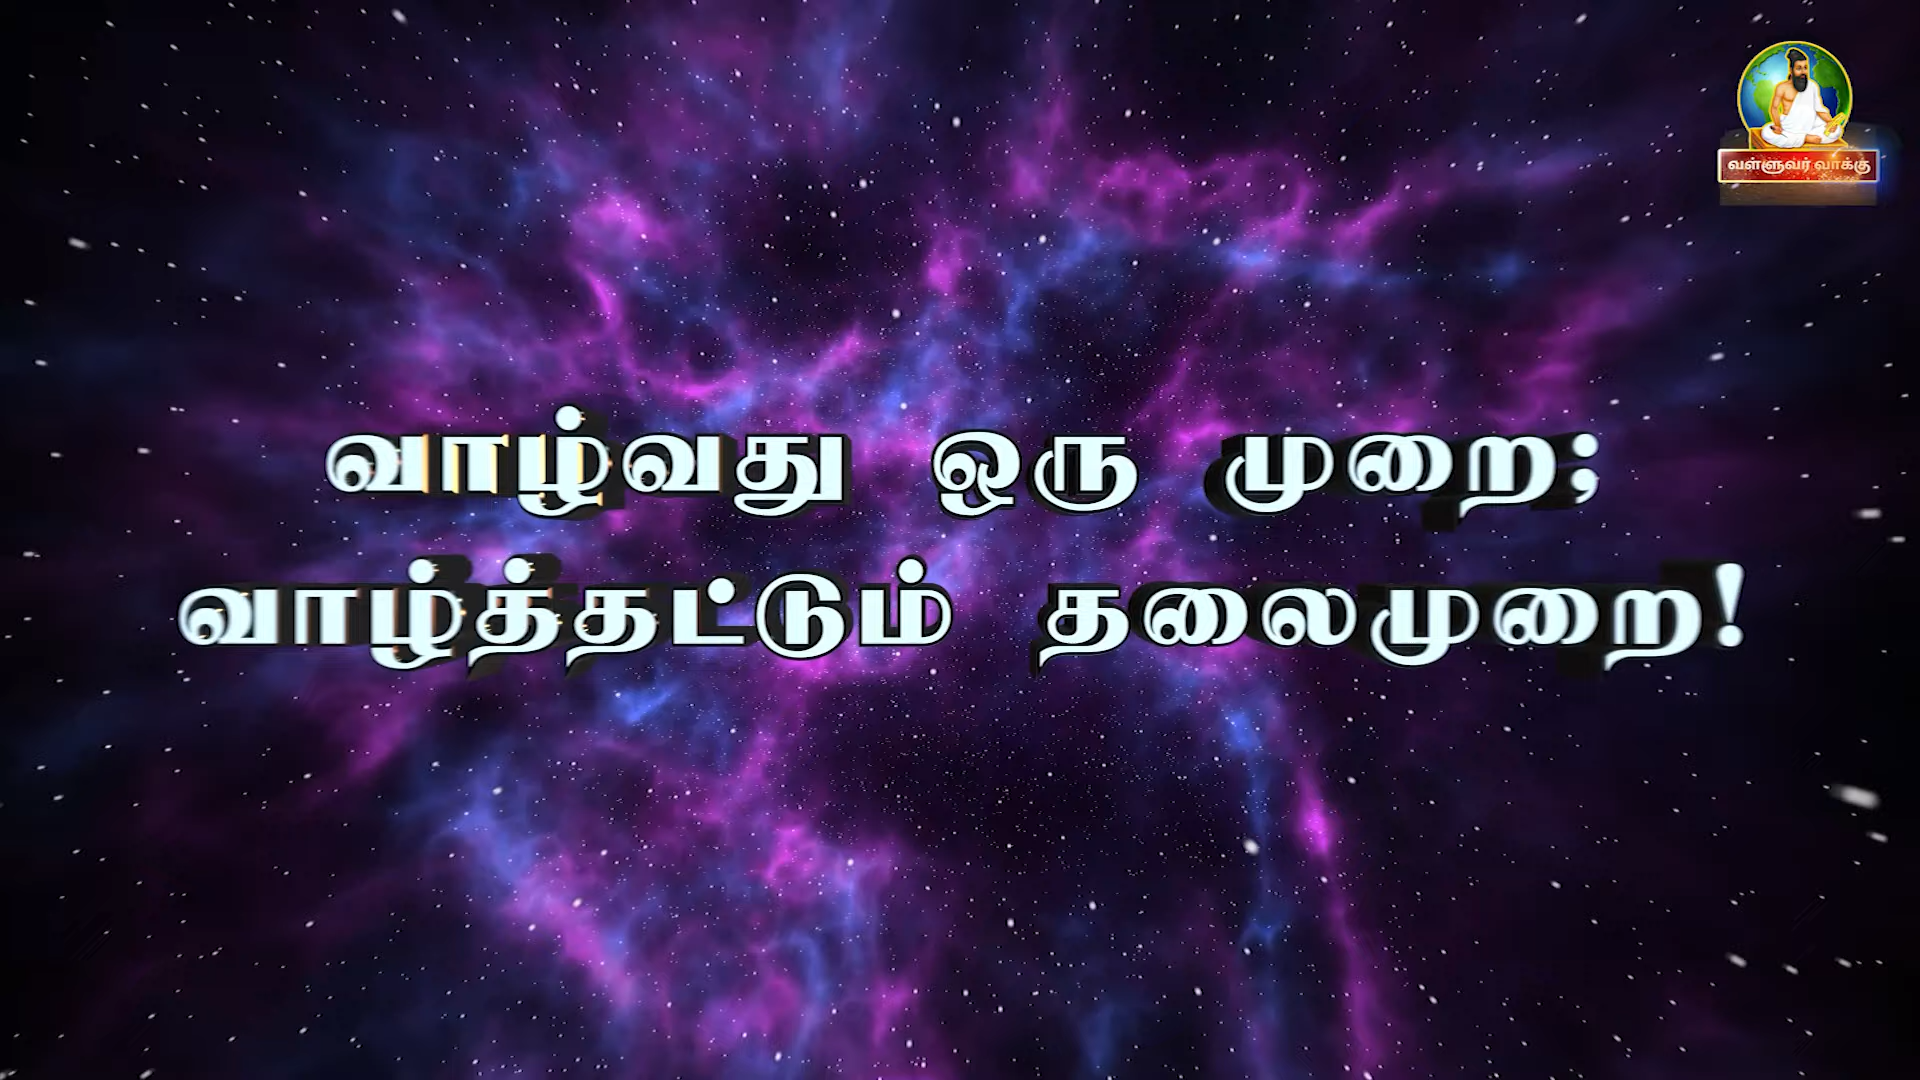 வள்ளுவர் வாக்கு
வாழ்வது ஒரு முறை;
வாழ்த்தட்டும் தலைமுறை!